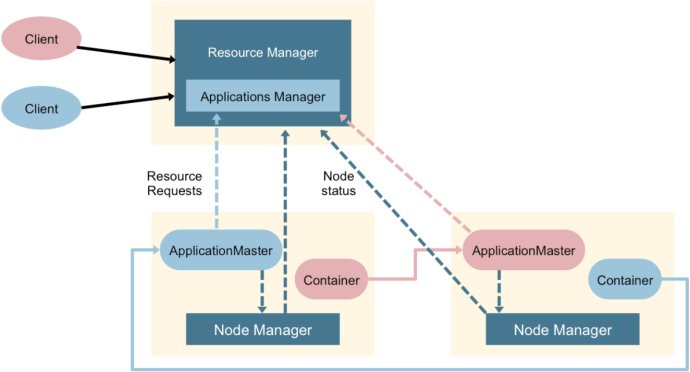 Client
Resource Manager
Applications Manager
Client
Resource
Requests
Node
status
ApplicationMaster
Container
Node Manager
ApplicationMaster
Container
Node Manager